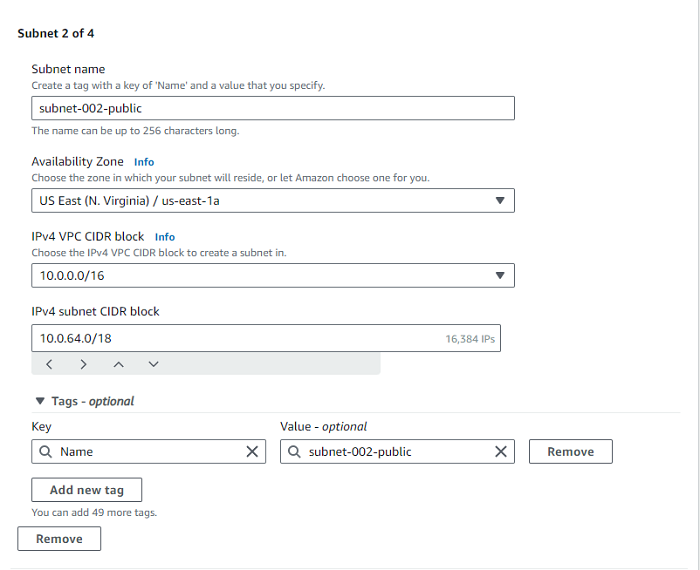 Subnet 2 of 4
Subnet name
Create a tag with a key of 'Name' and a value that you specify.
subnet-002-public
The name can be up to 256 characters long.
Availability Zone Info
Choose the zone in which your subnet will reside, or let Amazon choose one for you.
US East (N. Virginia) / us-east-1a
IPv4 VPC CIDR block Info
Choose the IPv4 VPC CIDR block to create a subnet in.
10.0.0.0/16
IPv4 subnet CIDR block
10.0.64.0/18 16,384 IPs
Tags - optional
Key Value - optional
Name subnet-002-public Remove
Add new tag
You can add 49 more tags.
Remove